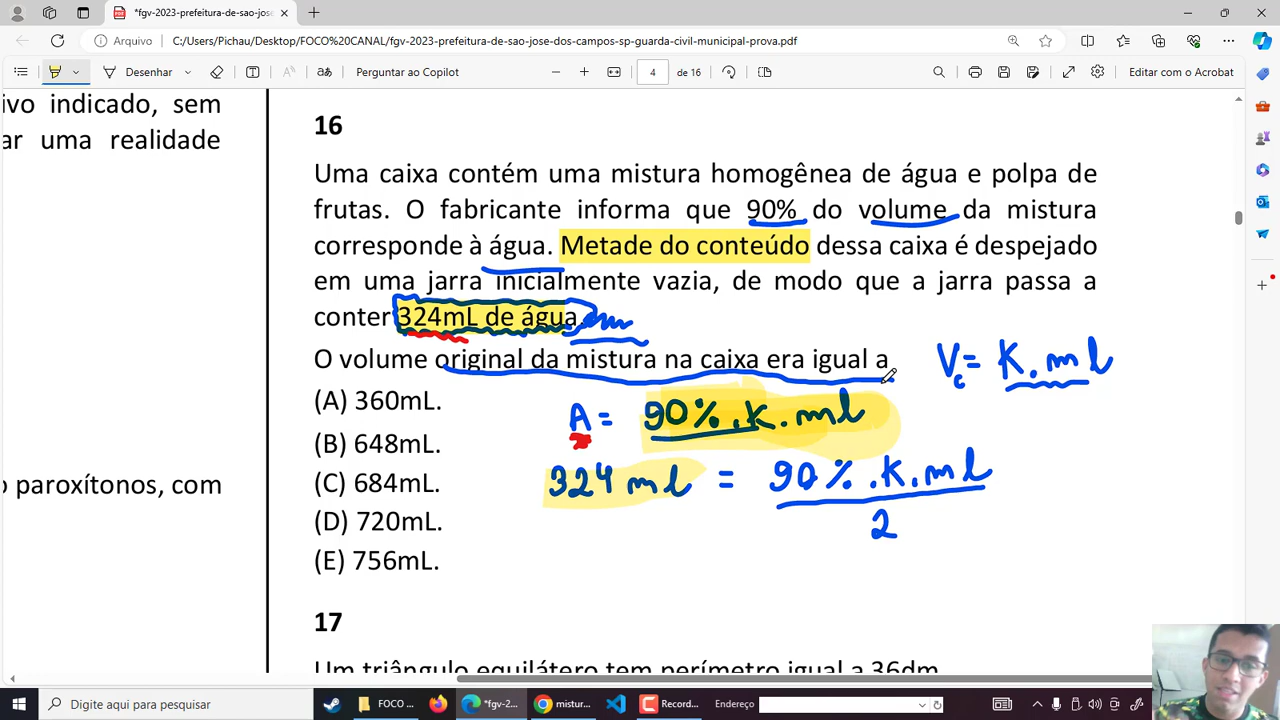 *fgv-2023-prefeitura-de-sao-jose
Nova guia
Arquivo C:/Users/Pichau/Desktop/FOCO%20CANAL/fgv-2023-prefeitura-de-sao-jose-dos-campos-sp-guarda-civil-municipal-prova.pdf
Desenhar Perguntar ao Copilot 4 de 16 Editar com o Acrobat
ivo indicado, sem
ar uma realidade
o paroxítonos, com
16
Uma caixa contém uma mistura homogênea de água e polpa de
frutas. O fabricante informa que 90% do volume da mistura
corresponde à água. Metade do conteúdo dessa caixa é despejado
em uma jarra inicialmente vazia, de modo que a jarra passa a
conter 324mL de água.
O volume original da mistura na caixa era igual a
Vc = K.ml
(A) 360mL.
A = 90%.K.ml
(B) 648mL.
324 ml = 90%.K.ml
2
(C) 684mL.
(D) 720mL.
(E) 756mL.
17
Um triângulo equilátero tem perímetro igual a 36dm.
Digite aqui para pesquisar FOCO ... *fgv-2... mistur... Record... Endereço